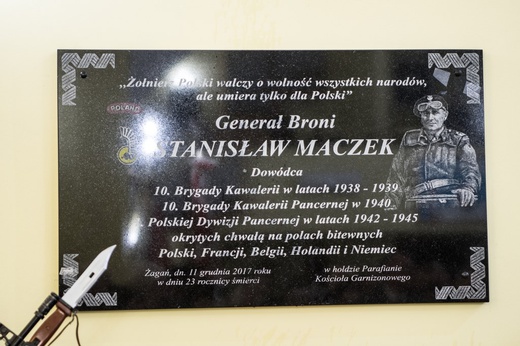 „Żołnierz Polski walczy o wolność wszystkich narodów,
ale umiera tylko dla Polski”
POLAND
Generał Broni
STANISŁAW MACZEK
Dowódca
10. Brygady Kawalerii w latach 1938 - 1939
10. Brygady Kawalerii Pancernej w 1940
Polskiej Dywizji Pancernej w latach 1942 - 1945
okrytych chwałą na polach bitewnych
Polski, Francji, Belgii, Holandii i Niemiec
Żagań, dn. 11 grudnia 2017 roku
w dniu 23 rocznicy śmierci
w hołdzie Parafianie
Kościoła Garnizonowego